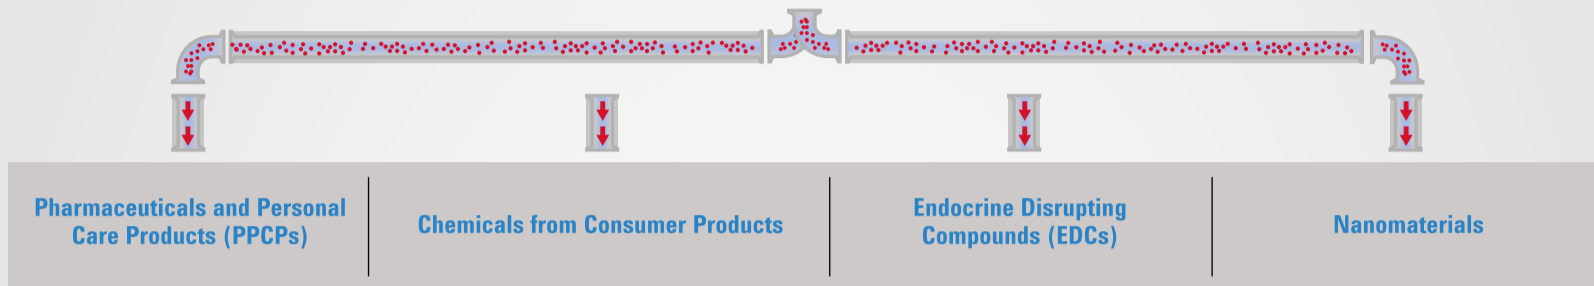 Pharmaceuticals and Personal
Care Products (PPCPs)
Chemicals from Consumer Products
Endocrine Disrupting
Compounds (EDCs)
Nanomaterials